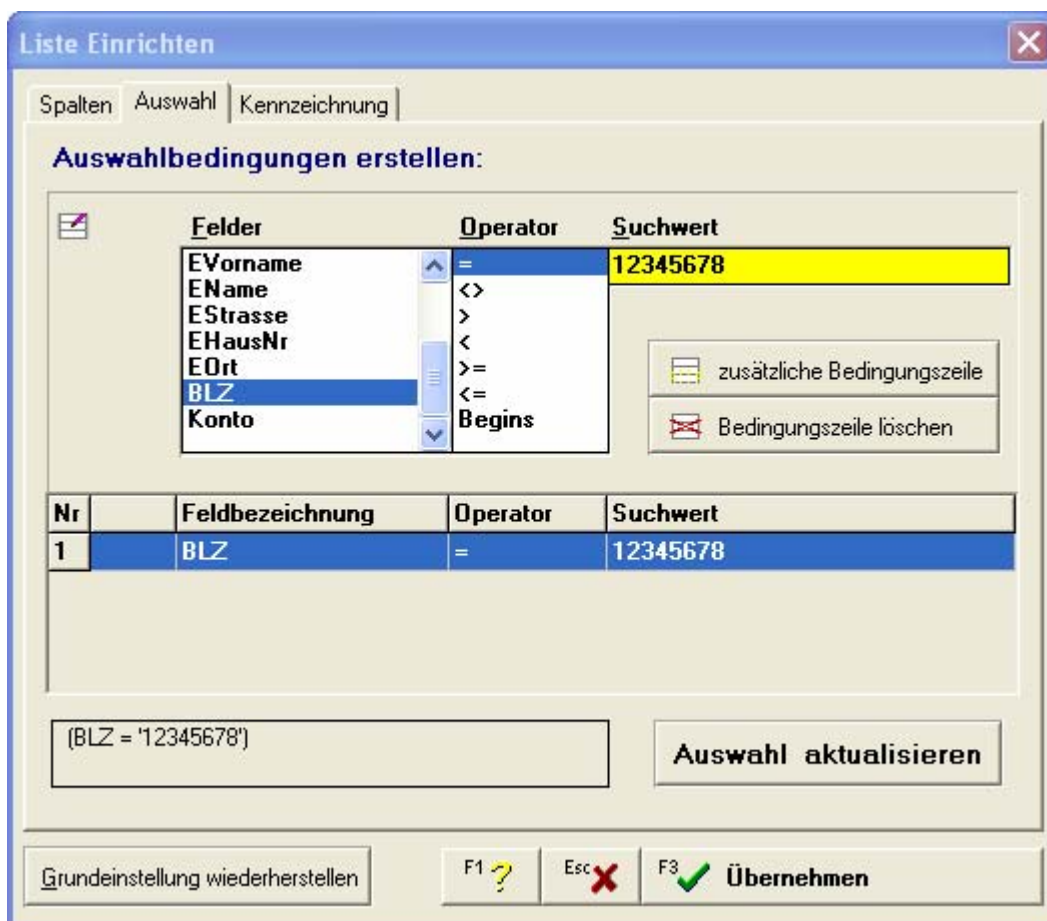 Liste Einrichten
Spalten Auswahl Kennzeichnung
Auswahlbedingungen erstellen:
Felder Operator Suchwert
EVorname = 12345678
EName <>
EStrasse >
EHausNr <
EOrt >=
BLZ <=
Konto Begins
zusätzliche Bedingungszeile
Bedingungszeile löschen
Nr Feldbezeichnung Operator Suchwert
1 BLZ = 12345678
(BLZ = '12345678')
Auswahl aktualisieren
Grundeinstellung wiederherstellen F1 ? Esc F3 Übernehmen